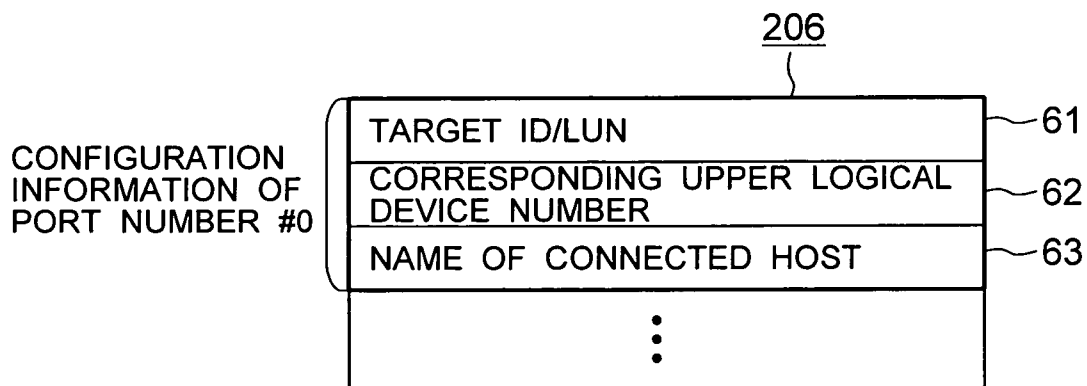 206
TARGET ID/LUN
61
CONFIGURATION
INFORMATION OF
PORT NUMBER #0
CORRESPONDING UPPER LOGICAL
DEVICE NUMBER
62
NAME OF CONNECTED HOST
63